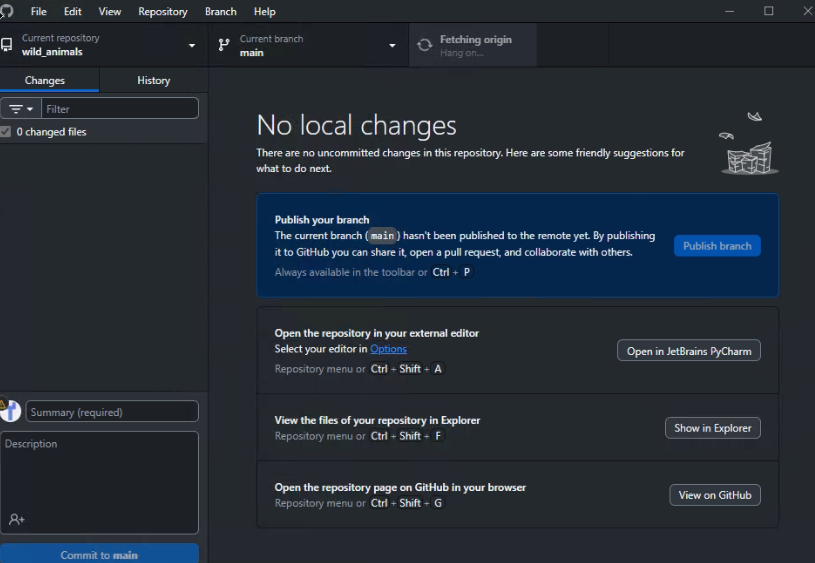 File Edit View Repository Branch Help
Current repository
wild_animals
Current branch
main
Fetching origin
Hang on...
Changes
History
Filter
0 changed files
No local changes
There are no uncommitted changes in this repository. Here are some friendly suggestions for
what to do next.
Publish your branch
The current branch (main) hasn't been published to the remote yet. By publishing
it to GitHub you can share it, open a pull request, and collaborate with others.
Always available in the toolbar or Ctrl + P
Publish branch
Open the repository in your external editor
Select your editor in Options
Repository menu or Ctrl + Shift + A
Open in JetBrains PyCharm
View the files of your repository in Explorer
Repository menu or Ctrl + Shift + F
Show in Explorer
Open the repository page on GitHub in your browser
Repository menu or Ctrl + Shift + G
View on GitHub
Summary (required)
Description
Commit to main